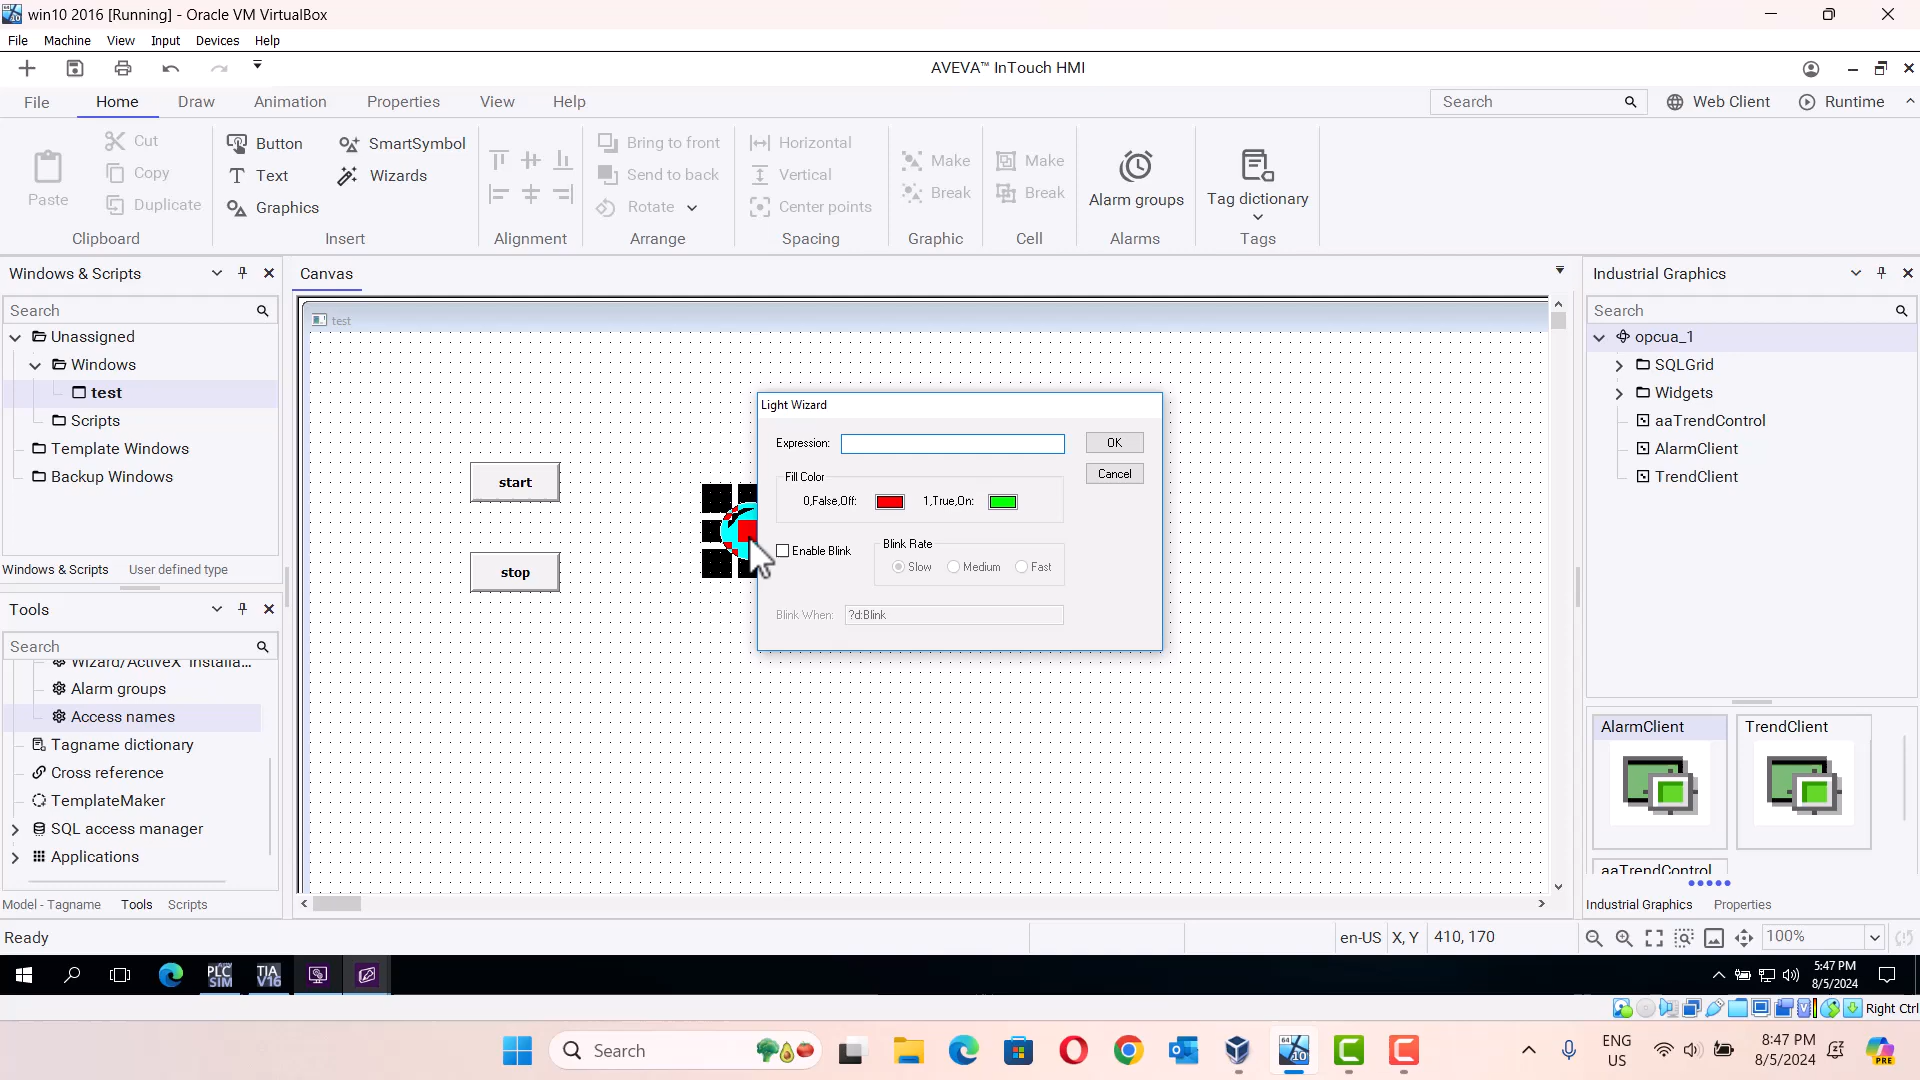 win10 2016 [Running] - Oracle VM VirtualBox
File Machine View Input Devices Help
AVEVA™ InTouch HMI
File Home Draw Animation Properties View Help Search Web Client Runtime
Paste Cut Copy Duplicate
Clipboard
Button SmartSymbol
Text Wizards
Graphics
Insert
Alignment
Bring to front
Send to back
Rotate
Arrange
Horizontal
Vertical
Center points
Spacing
Make
Break
Graphic
Make
Break
Cell
Alarm groups
Alarms
Tag dictionary
Tags
Windows & Scripts
Search
Unassigned
Windows
test
Scripts
Template Windows
Backup Windows
Windows & Scripts User defined type
Tools
Search
Wizard/ActiveX Installa...
Alarm groups
Access names
Tagname dictionary
Cross reference
TemplateMaker
SQL access manager
Applications
Model - Tagname Tools Scripts
Canvas
test
start
stop
Light Wizard
Expression: OK
Cancel
Fill Color
0,False,Off: 1,True,On:
Enable Blink
Blink Rate
Slow Medium Fast
Blink When: ?d:Blink
Industrial Graphics
Search
opcua_1
SQLGrid
Widgets
aaTrendControl
AlarmClient
TrendClient
AlarmClient TrendClient
aaTrendControl
Industrial Graphics Properties
Ready en-US X, Y 410, 170 100%
PLC SIM
TIA V16
5:47 PM
8/5/2024
Right Ctrl
Search
ENG
US
8:47 PM
8/5/2024
PRE